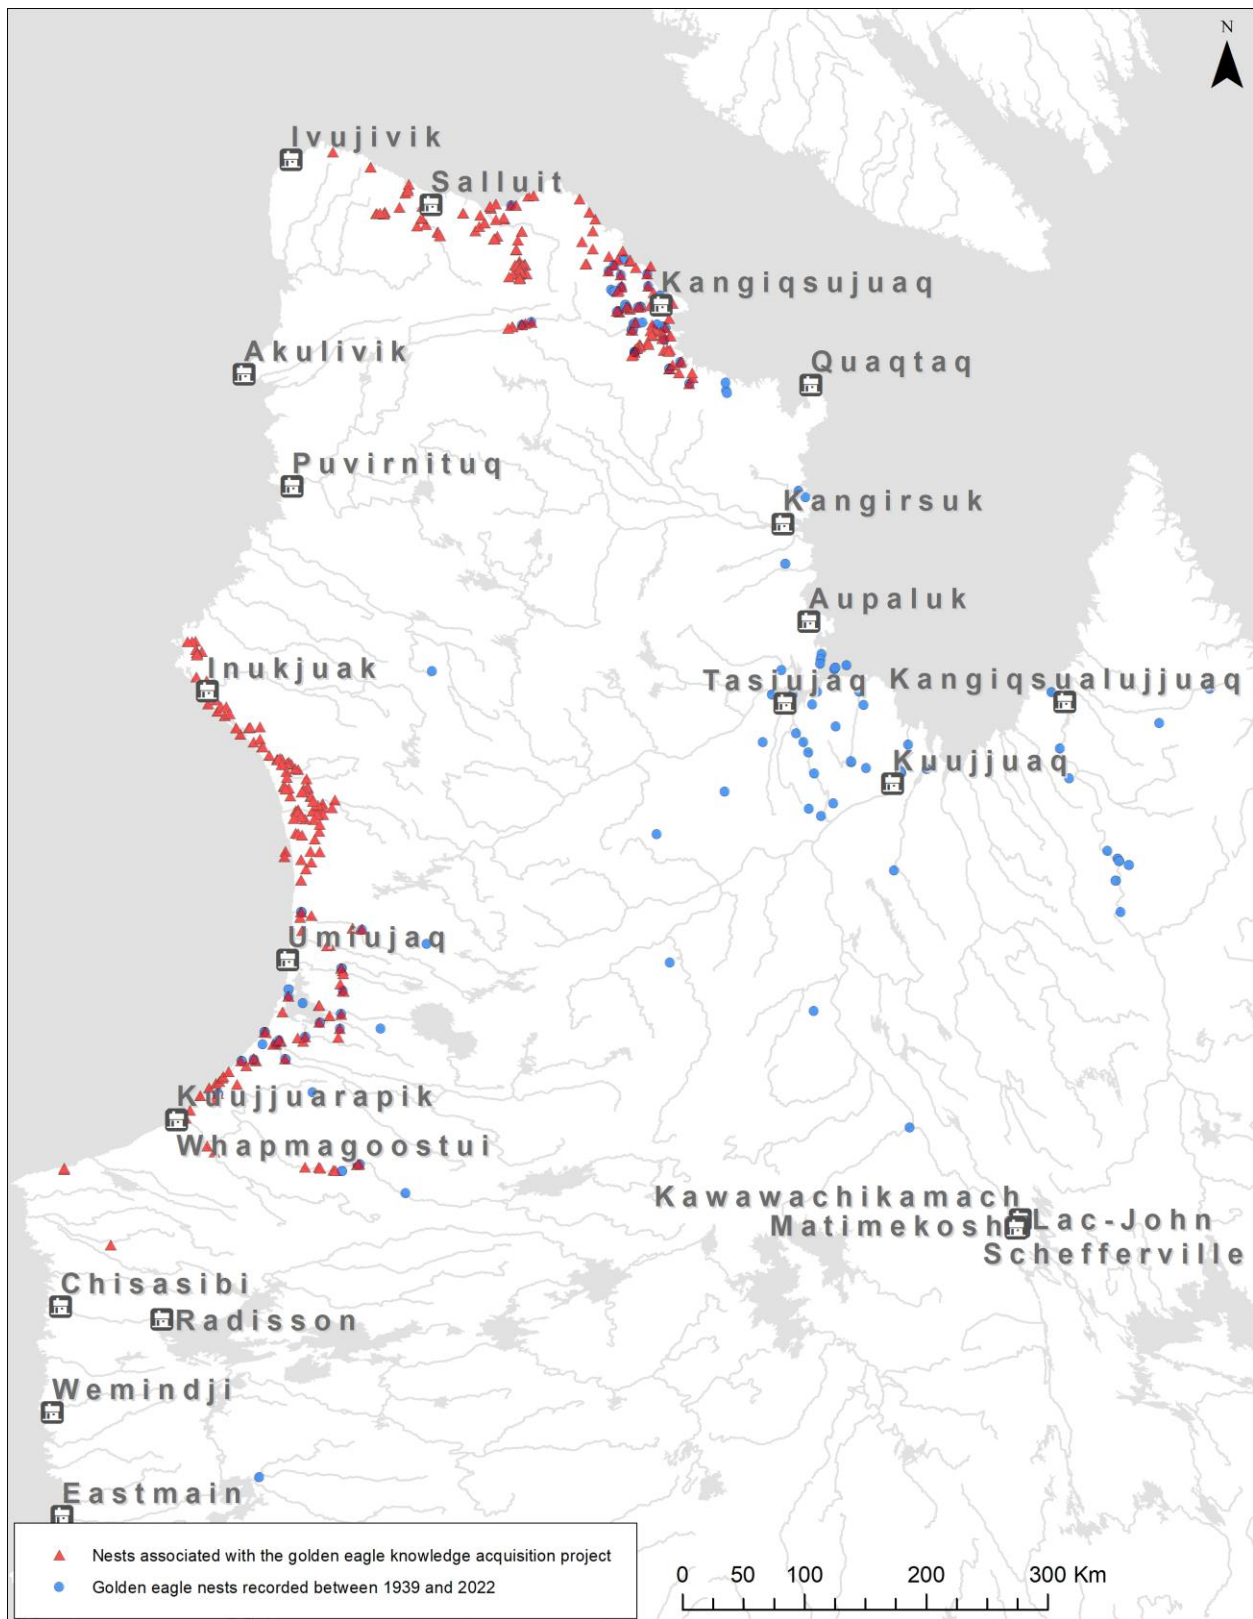 N
Ivujivik
Salluit
Kangiqsujuaq
Akulivik
Quaqtaq
Puvirnituq
Kangirsuk
Aupaluk
Inukjuak
Tasiujaq
Kangiqsualujjuaq
Kuujjuaq
Umiujaq
Kuujjuarapik
Whapmagoostui
Kawawachikamach
Matimekosh
Lac-John
Schefferville
Chisasibi
Radisson
Wemindji
Eastmain
Nests associated with the golden eagle knowledge acquisition project
Golden eagle nests recorded between 1939 and 2022
0 50 100 200 300 Km